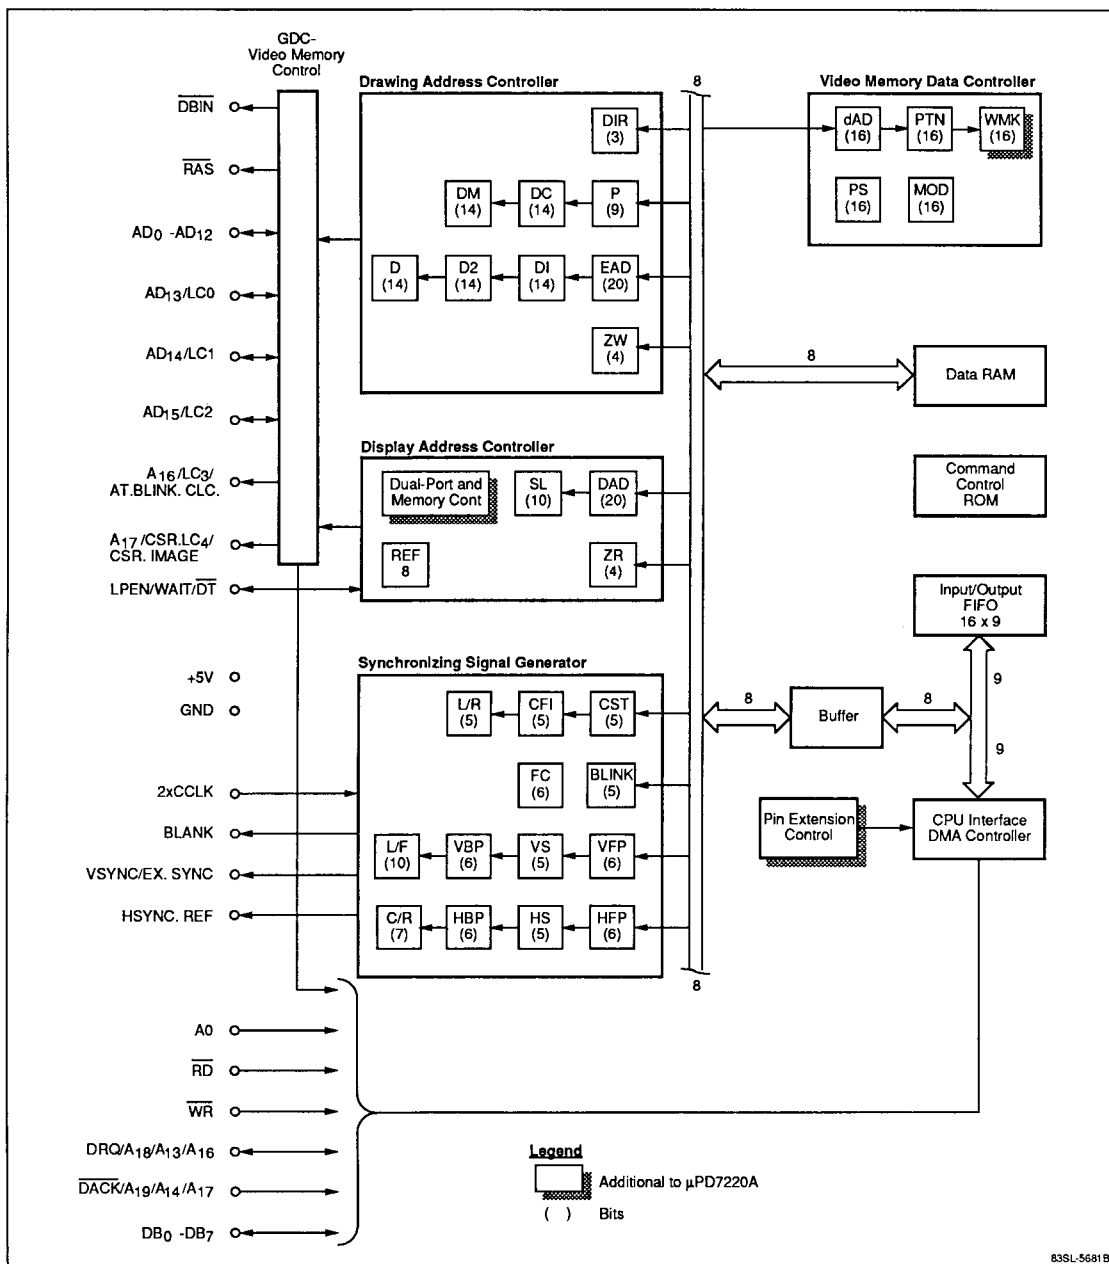 GDC-
Video Memory
Control
DBIN
RAS
AD0 -AD12
AD13/LC0
AD14/LC1
AD15/LC2
A16/LC3/
AT.BLINK. CLC.
A17/CSR.LC4/
CSR. IMAGE
LPEN/WAIT/DT
+5V
GND
2xCCLK
BLANK
VSYNC/EX. SYNC
HSYNC. REF
A0
RD
WR
DRQ/A18/A13/A16
DACK/A19/A14/A17
DB0 -DB7
Drawing Address Controller
DIR
(3)
DM
(14)
DC
(14)
P
(9)
D
(14)
D2
(14)
D1
(14)
EAD
(20)
ZW
(4)
Display Address Controller
Dual-Port and
Memory Cont
SL
(10)
DAD
(20)
REF
8
ZR
(4)
Synchronizing Signal Generator
L/R
(5)
CFI
(5)
CST
(5)
FC
(6)
BLINK
(5)
L/F
(10)
VBP
(6)
VS
(5)
VFP
(6)
C/R
(7)
HBP
(6)
HS
(5)
HFP
(6)
8
8
Video Memory Data Controller
dAD
(16)
PTN
(16)
WMK
(16)
PS
(16)
MOD
(16)
8
Data RAM
Command
Control
ROM
Input/Output
FIFO
16 x 9
9
8
Buffer
8
9
Pin Extension
Control
CPU Interface
DMA Controller
Legend
Additional to µPD7220A
( ) Bits
83SL-5681B